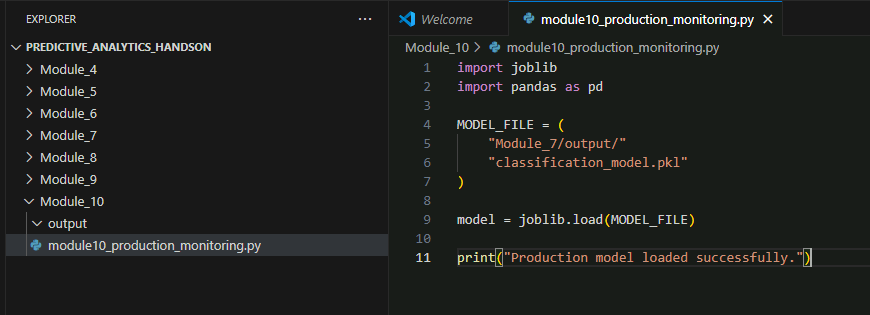 EXPLORER
...
PREDICTIVE_ANALYTICS_HANDSON
Module_4
Module_5
Module_6
Module_7
Module_8
Module_9
Module_10
output
module10_production_monitoring.py
Welcome
module10_production_monitoring.py
Module_10 > module10_production_monitoring.py
1 import joblib
2 import pandas as pd
3
4 MODEL_FILE = (
5     "Module_7/output/"
6     "classification_model.pkl"
7 )
8
9 model = joblib.load(MODEL_FILE)
10
11 print("Production model loaded successfully.")